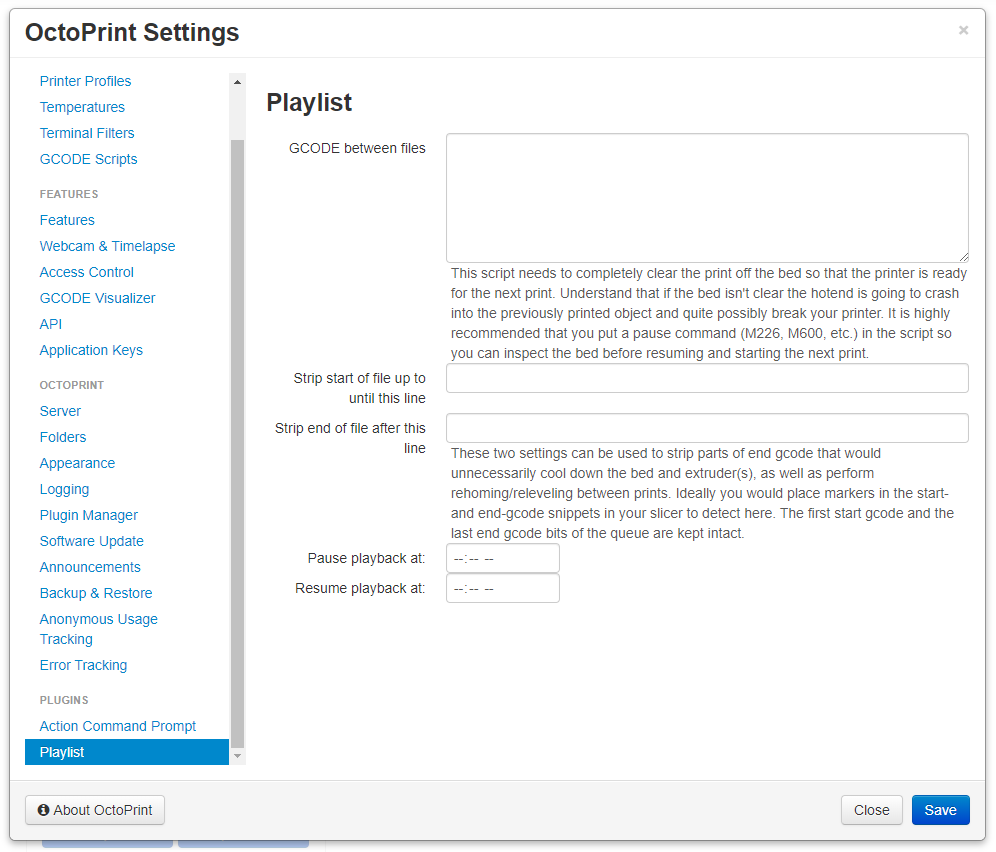 OctoPrint Settings
×
Printer Profiles
Temperatures
Terminal Filters
GCODE Scripts
FEATURES
Features
Webcam & Timelapse
Access Control
GCODE Visualizer
API
Application Keys
OCTOPRINT
Server
Folders
Appearance
Logging
Plugin Manager
Software Update
Announcements
Backup & Restore
Anonymous Usage
Tracking
Error Tracking
PLUGINS
Action Command Prompt
Playlist
Playlist
GCODE between files
This script needs to completely clear the print off the bed so that the printer is ready
for the next print. Understand that if the bed isn't clear the hotend is going to crash
into the previously printed object and quite possibly break your printer. It is highly
recommended that you put a pause command (M226, M600, etc.) in the script so
you can inspect the bed before resuming and starting the next print.
Strip start of file up to
until this line
Strip end of file after this
line
These two settings can be used to strip parts of end gcode that would
unnecessarily cool down the bed and extruder(s), as well as perform
rehoming/releveling between prints. Ideally you would place markers in the start-
and end-gcode snippets in your slicer to detect here. The first start gcode and the
last end gcode bits of the queue are kept intact.
Pause playback at:
--:-- --
Resume playback at:
--:-- --
About OctoPrint
Close
Save